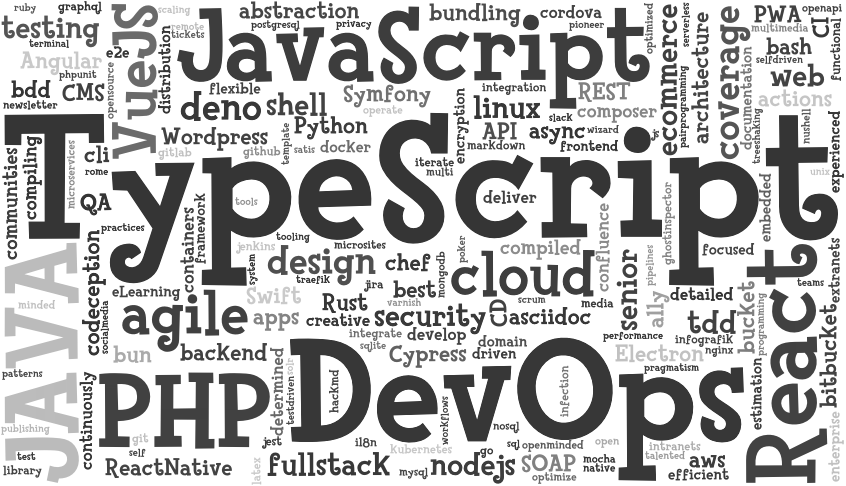 ruby
graphql
testing
terminal
Angular
phpunit
bdd
CMS
newsletter
opensource
VueJS
e2e
scaling
remote
tickets
distribution
abstraction
postgresql
privacy
flexible
JavaScript
bundling
cordova
pioneer
optimized
ecommerce
serverless
pairprogramming
architecture
coverage
documentation
treeshaking
PWA
multimedia
bash
selfdriven
web
actions
CI
openapi
functional
nushell
experienced
unix
deno
shell
Symfony
operate
integration
REST
composer
linux
slack
API
async
wizard
js
markdown
frontend
encryption
Wordpress
Python
template
gitlab
github
satis
docker
iterate
multi
communities
compiling
microservices
cli
rome
QA
practices
TypeScript
tools
deliver
containers
framework
jenkins
tooling
microsites
system
design
traefik
chef
jira
best
varnish
mongodb
poker
compiled
cloud
confluence
scrum
media
CD
asciidoc
senior
ally
pipelines
ghostinspector
focused
embedded
detailed
tdd
infografik
nginx
bucket
programming
React
teams
extranets
bitbucket
JAVA
minded
codeception
socialmedia
eLearning
agile
Swift
apps
Rust
creative
security
integrate
sqlite
develop
Cypress
domain
driven
performance
Electron
pragmatism
bun
backend
patterns
publishing
test
library
continuously
PHP
git
self
ReactNative
determined
testdriven
solr
hackmd
DevOps
infection
workflows
nosql
jest
i18n
latex
fullstack
Kubernetes
mysql
nodejs
go
sql
openminded
SOAP
optimize
mocha
native
open
intranets
talented
aws
efficient
estimation
enterprise